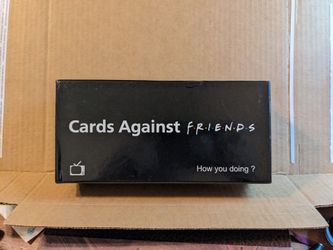 Cards Against F·R·I·E·N·D·S
How you doing ?